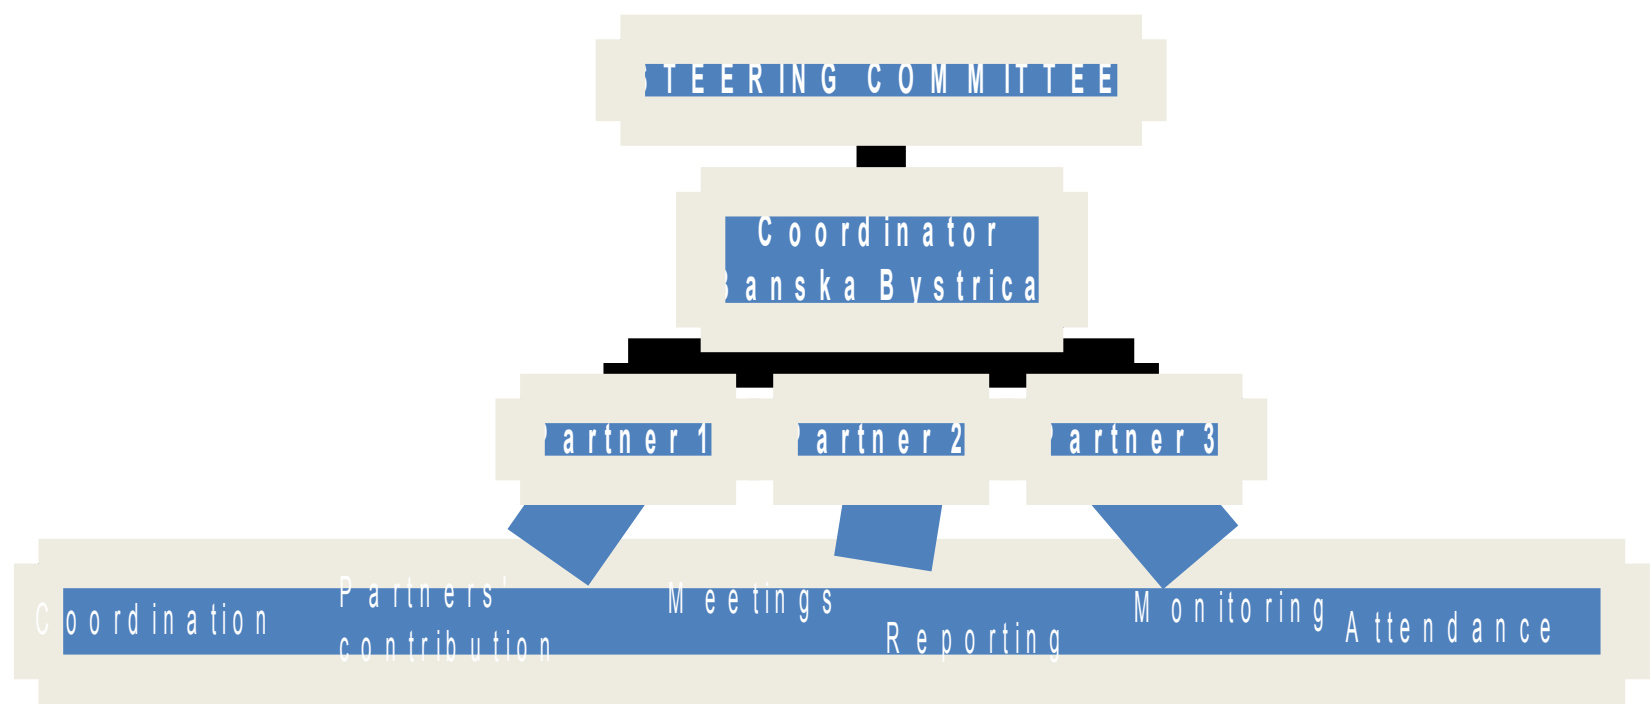 STEERING COMMITTEE
Coordinator
Banska Bystrica
Partner 1
Partner 2
Partner 3
Coordination
Partners'
contribution
Meetings
Reporting
Monitoring
Attendance